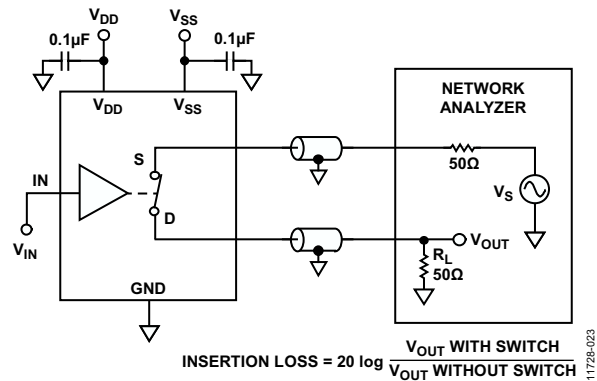 VDD
VSS
0.1µF
0.1µF
VDD
VSS
NETWORK
ANALYZER
S
50Ω
IN
VS
D
VOUT
VIN
RL
50Ω
GND
INSERTION LOSS = 20 log VOUT WITH SWITCH
VOUT WITHOUT SWITCH
11728-023